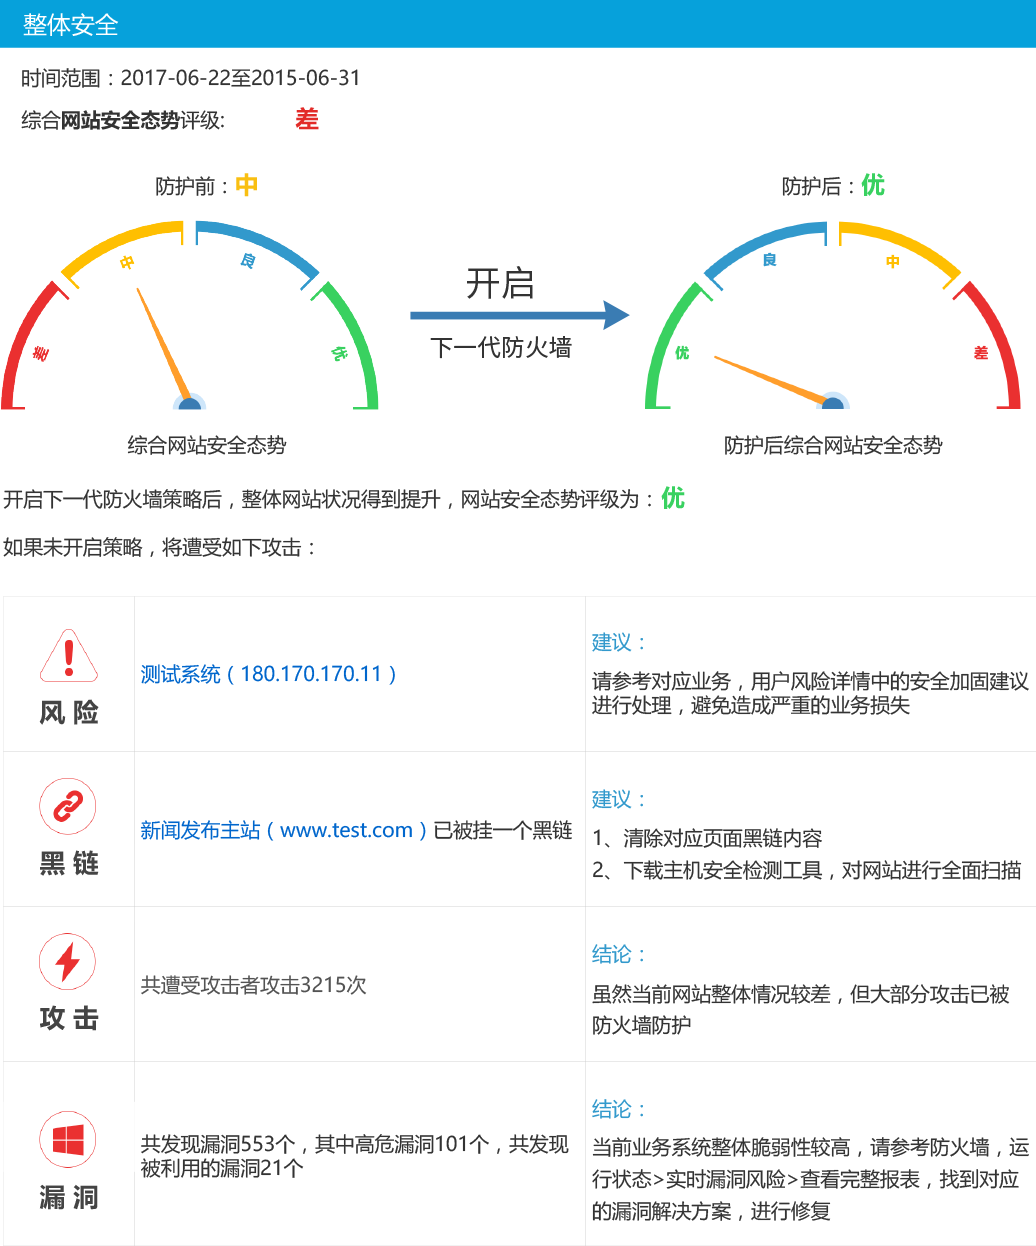 整体安全
时间范围：2017-06-22至2015-06-31
综合网站安全态势评级: 差
防护前：中
防护后：优
差
中
良
优
开启
下一代防火墙
优
良
中
差
综合网站安全态势
防护后综合网站安全态势
开启下一代防火墙策略后，整体网站状况得到提升，网站安全态势评级为：优
如果未开启策略，将遭受如下攻击：
风险
测试系统（180.170.170.11）
建议：
请参考对应业务，用户风险详情中的安全加固建议
进行处理，避免造成严重的业务损失
黑链
新闻发布主站（www.test.com）已被挂一个黑链
建议：
1、清除对应页面黑链内容
2、下载主机安全检测工具，对网站进行全面扫描
攻击
共遭受攻击者攻击3215次
结论：
虽然当前网站整体情况较差，但大部分攻击已被
防火墙防护
漏洞
共发现漏洞553个，其中高危漏洞101个，共发现
被利用的漏洞21个
结论：
当前业务系统整体脆弱性较高，请参考防火墙，运
行状态>实时漏洞风险>查看完整报表，找到对应
的漏洞解决方案，进行修复